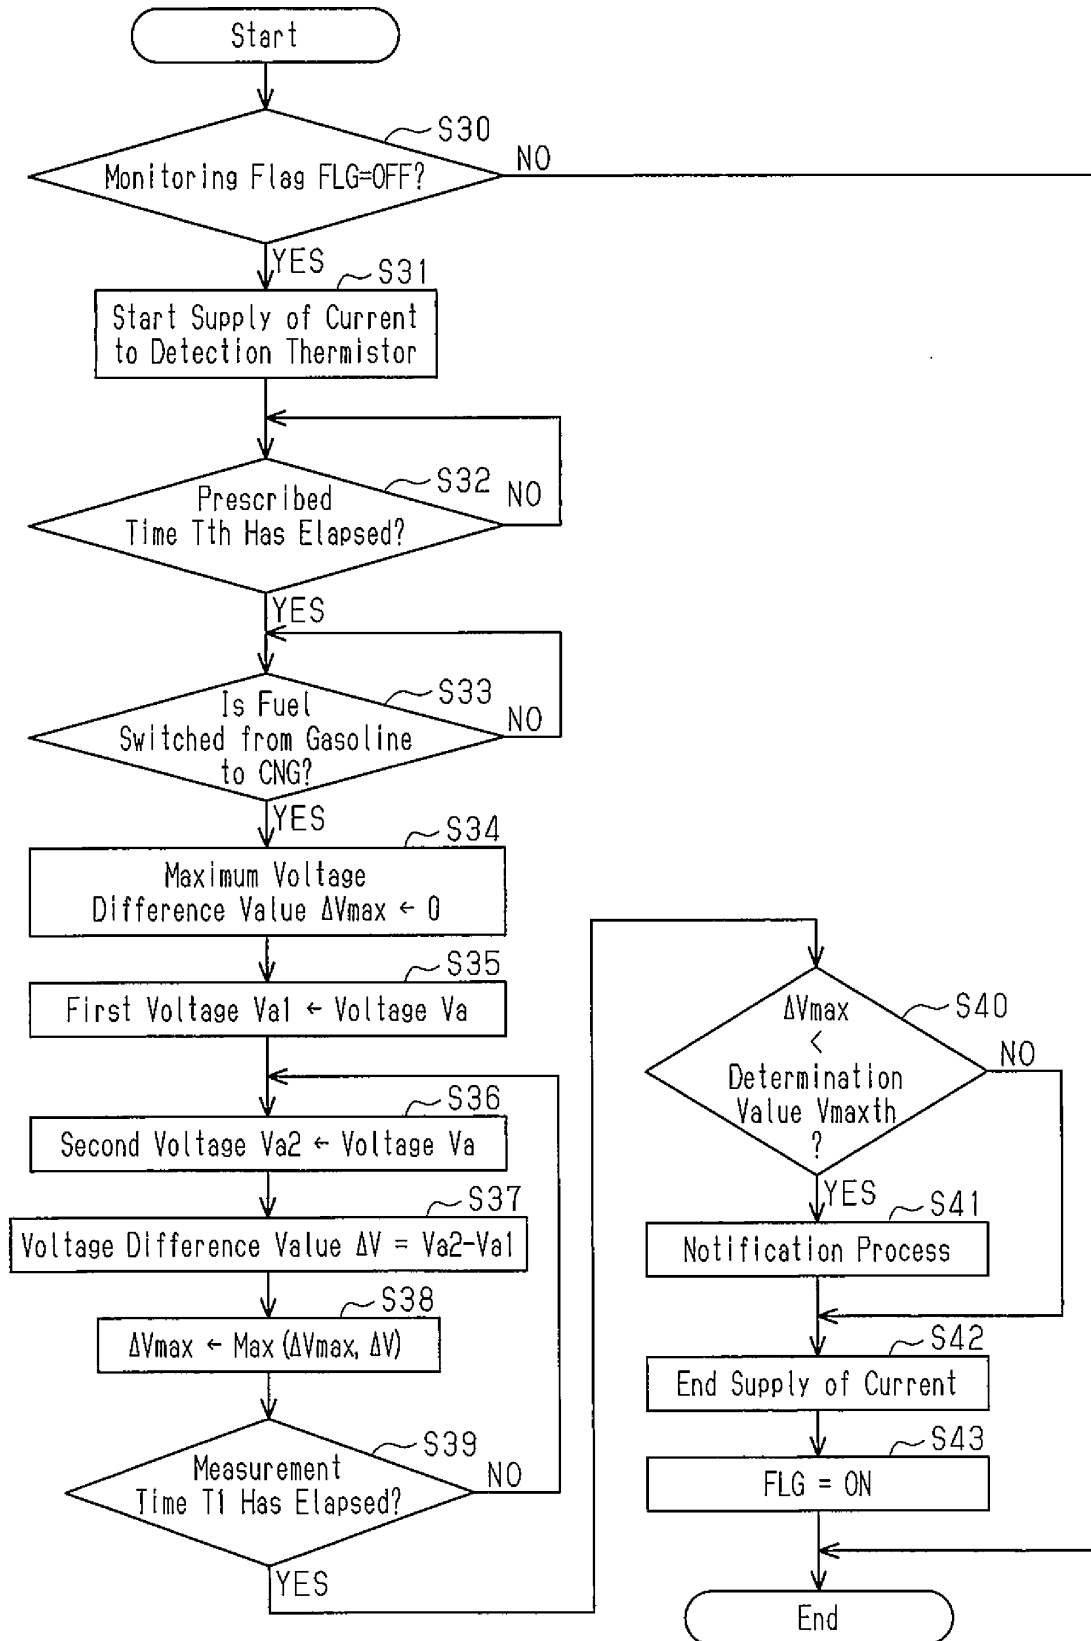 Start
S30
Monitoring Flag FLG=OFF?
NO
YES
S31
Start Supply of Current
to Detection Thermistor
S32
Prescribed
Time Tth Has Elapsed?
NO
YES
S33
Is Fuel
Switched from Gasoline
to CNG?
NO
YES
S34
Maximum Voltage
Difference Value ΔVmax ← 0
S35
First Voltage Va1 ← Voltage Va
S36
Second Voltage Va2 ← Voltage Va
S37
Voltage Difference Value ΔV = Va2-Va1
S38
ΔVmax ← Max (ΔVmax, ΔV)
S39
Measurement
Time T1 Has Elapsed?
NO
YES
S40
ΔVmax
<
Determination
Value Vmaxth
?
NO
YES
S41
Notification Process
S42
End Supply of Current
S43
FLG = ON
End